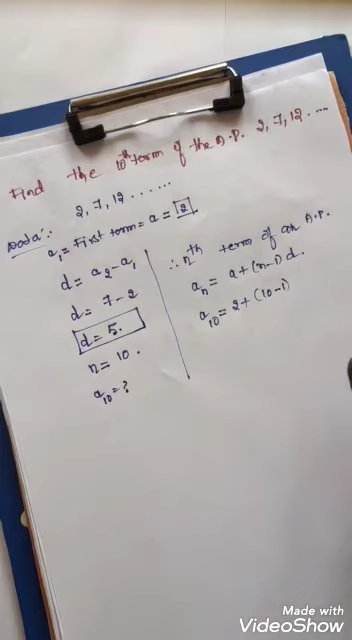 Find the 10th term of the A.P. 2, 7, 12 ....
2, 7, 12 ......
Data:
a₁ = First term = a = 2
d = a₂ - a₁
d = 7 - 2
d = 5.
n = 10.
a₁₀ = ?
∴ nth term of an A.P.
aₙ = a + (n-1) d.
a₁₀ = 2 + (10-1)
Made with
VideoShow